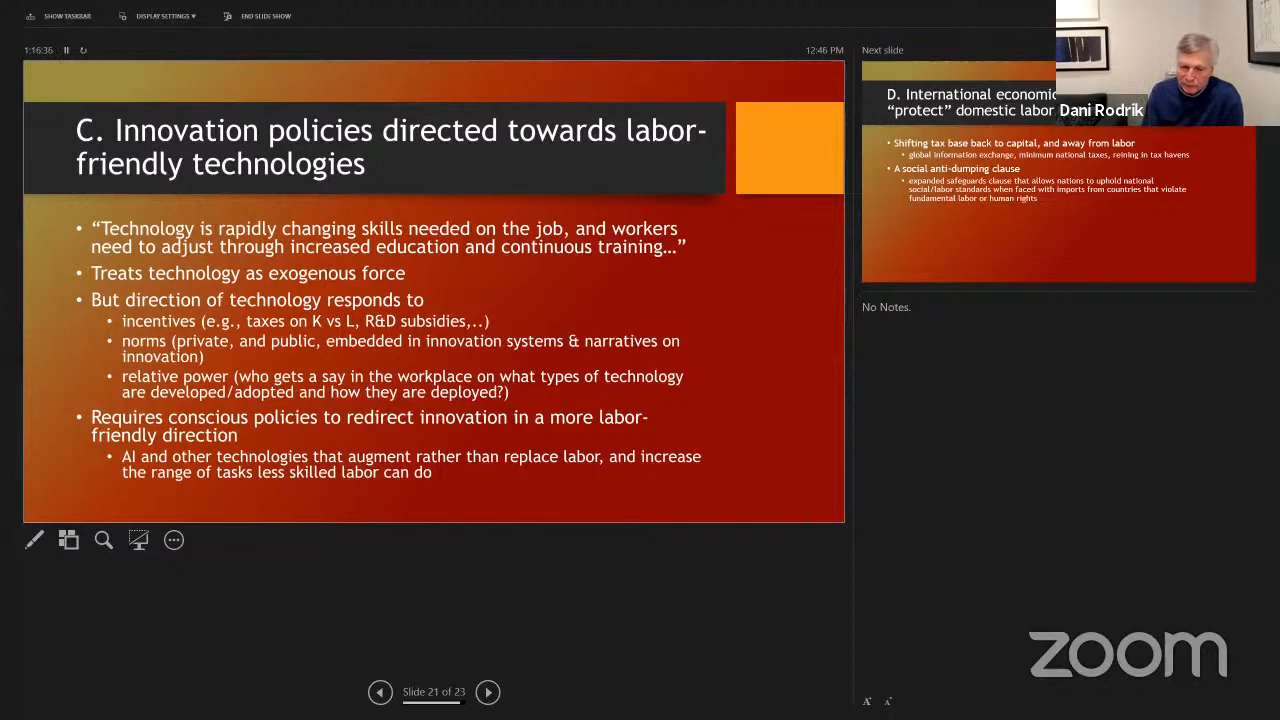 SHOW TASKBAR
DISPLAY SETTINGS ▾
END SLIDE SHOW
1:16:36
12:46 PM
C. Innovation policies directed towards labor-
friendly technologies
• “Technology is rapidly changing skills needed on the job, and workers
need to adjust through increased education and continuous training…”
• Treats technology as exogenous force
• But direction of technology responds to
• incentives (e.g., taxes on K vs L, R&D subsidies,..)
• norms (private, and public, embedded in innovation systems & narratives on
innovation)
• relative power (who gets a say in the workplace on what types of technology
are developed/adopted and how they are deployed?)
• Requires conscious policies to redirect innovation in a more labor-
friendly direction
• AI and other technologies that augment rather than replace labor, and increase
the range of tasks less skilled labor can do
Slide 21 of 23
Next slide
D. International economic
“protect” domestic labor
Dani Rodrik
• Shifting tax base back to capital, and away from labor
• global information exchange, minimum national taxes, reining in tax havens
• A social anti-dumping clause
• expanded safeguards clause that allows nations to uphold national
social/labor standards when faced with imports from countries that violate
fundamental labor or human rights
No Notes.
zoom
A A